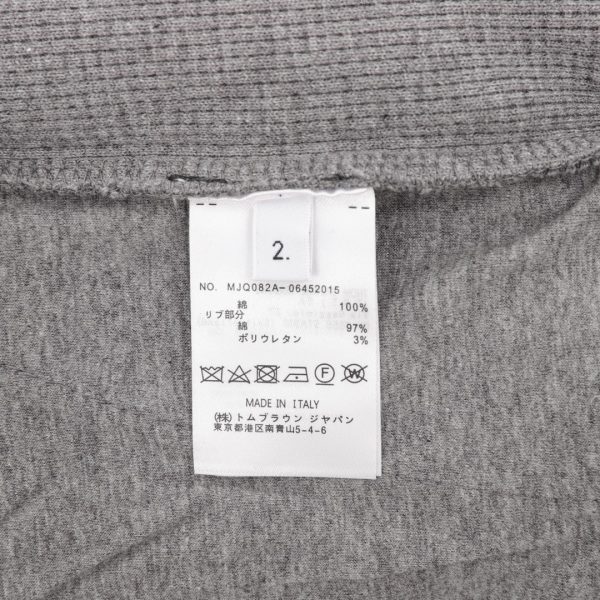 2.
NO. MJQ082A-06452015
綿 100%
リブ部分
綿 97%
ポリウレタン 3%
F
W
MADE IN ITALY
(株)トムブラウン ジャパン
東京都港区南青山5-4-6